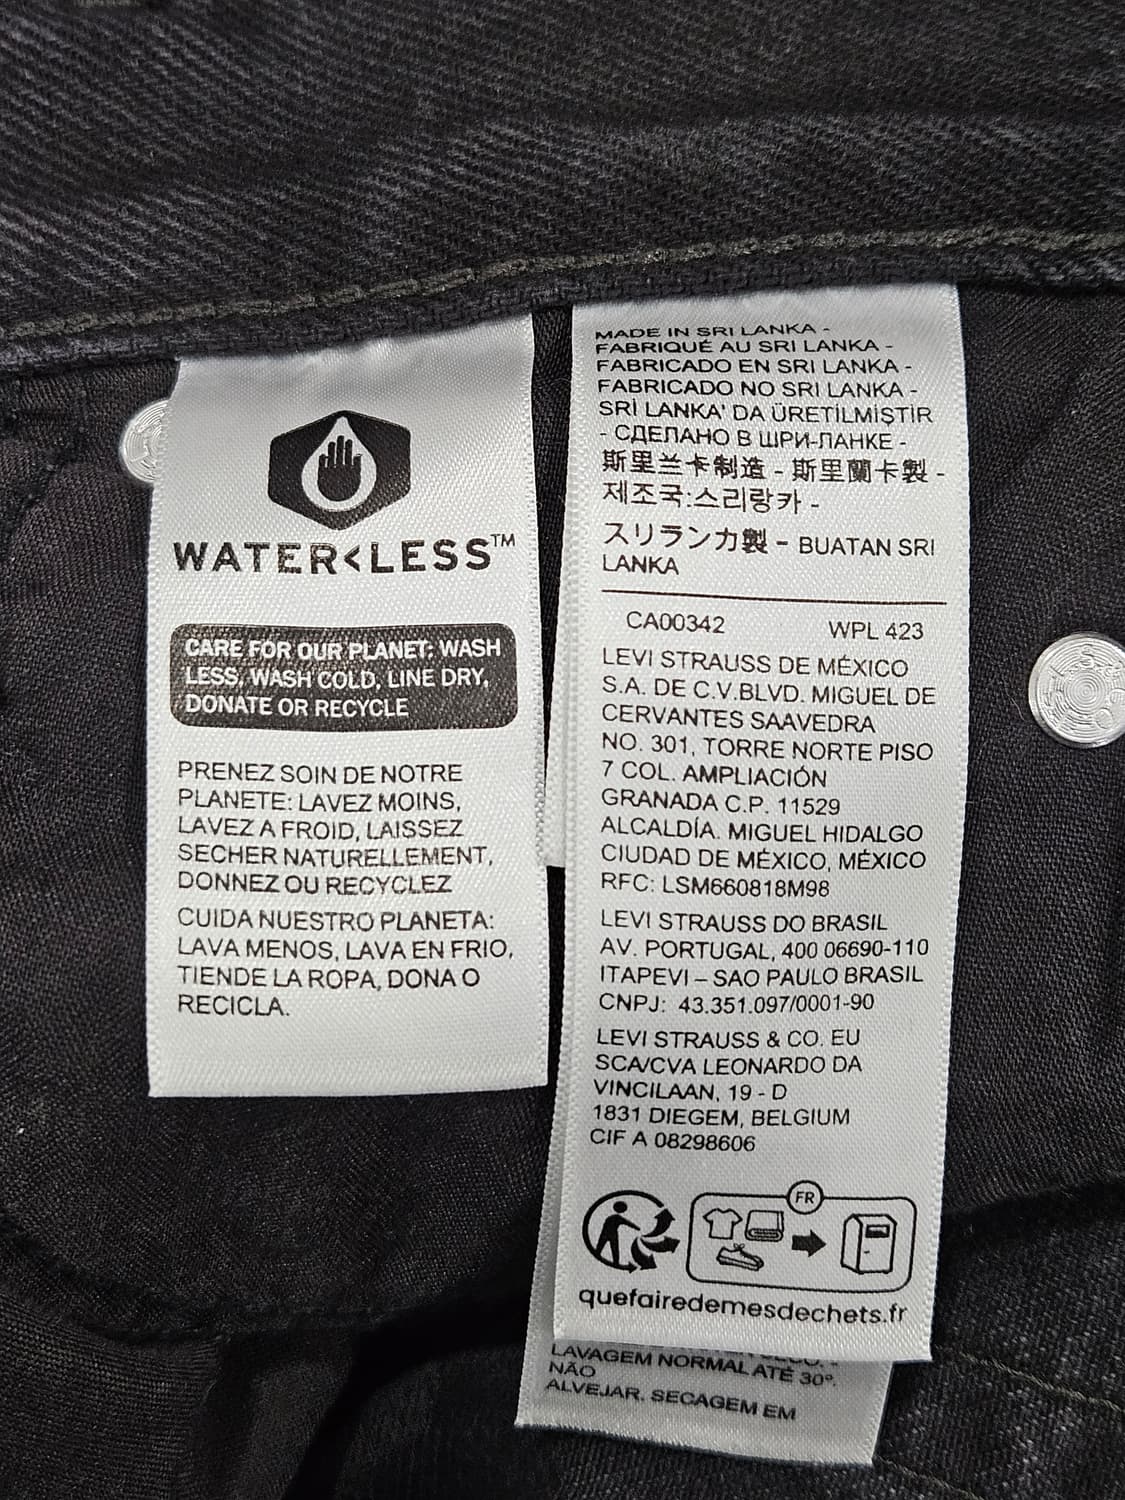 WATER<LESS™
CARE FOR OUR PLANET: WASH
LESS, WASH COLD, LINE DRY,
DONATE OR RECYCLE
PRENEZ SOIN DE NOTRE
PLANETE: LAVEZ MOINS,
LAVEZ A FROID, LAISSEZ
SECHER NATURELLEMENT,
DONNEZ OU RECYCLEZ
CUIDA NUESTRO PLANETA:
LAVA MENOS, LAVA EN FRIO,
TIENDE LA ROPA, DONA O
RECICLA.
MADE IN SRI LANKA -
FABRIQUÉ AU SRI LANKA -
FABRICADO EN SRI LANKA -
FABRICADO NO SRI LANKA -
SRİ LANKA' DA ÜRETİLMİŞTİR
- СДЕЛАНО В ШРИ-ЛАНКЕ -
斯里兰卡制造 - 斯里蘭卡製 -
제조국:스리랑카 -
スリランカ製 - BUATAN SRI
LANKA
CA00342 WPL 423
LEVI STRAUSS DE MÉXICO
S.A. DE C.V.BLVD. MIGUEL DE
CERVANTES SAAVEDRA
NO. 301, TORRE NORTE PISO
7 COL. AMPLIACIÓN
GRANADA C.P. 11529
ALCALDÍA. MIGUEL HIDALGO
CIUDAD DE MÉXICO, MÉXICO
RFC: LSM660818M98
LEVI STRAUSS DO BRASIL
AV. PORTUGAL, 400 06690-110
ITAPEVI – SAO PAULO BRASIL
CNPJ: 43.351.097/0001-90
LEVI STRAUSS & CO. EU
SCA/CVA LEONARDO DA
VINCILAAN, 19 - D
1831 DIEGEM, BELGIUM
CIF A 08298606
FR
quefairedemesdechets.fr
LAVAGEM NORMAL ATÉ 30º.
NÃO
ALVEJAR. SECAGEM EM